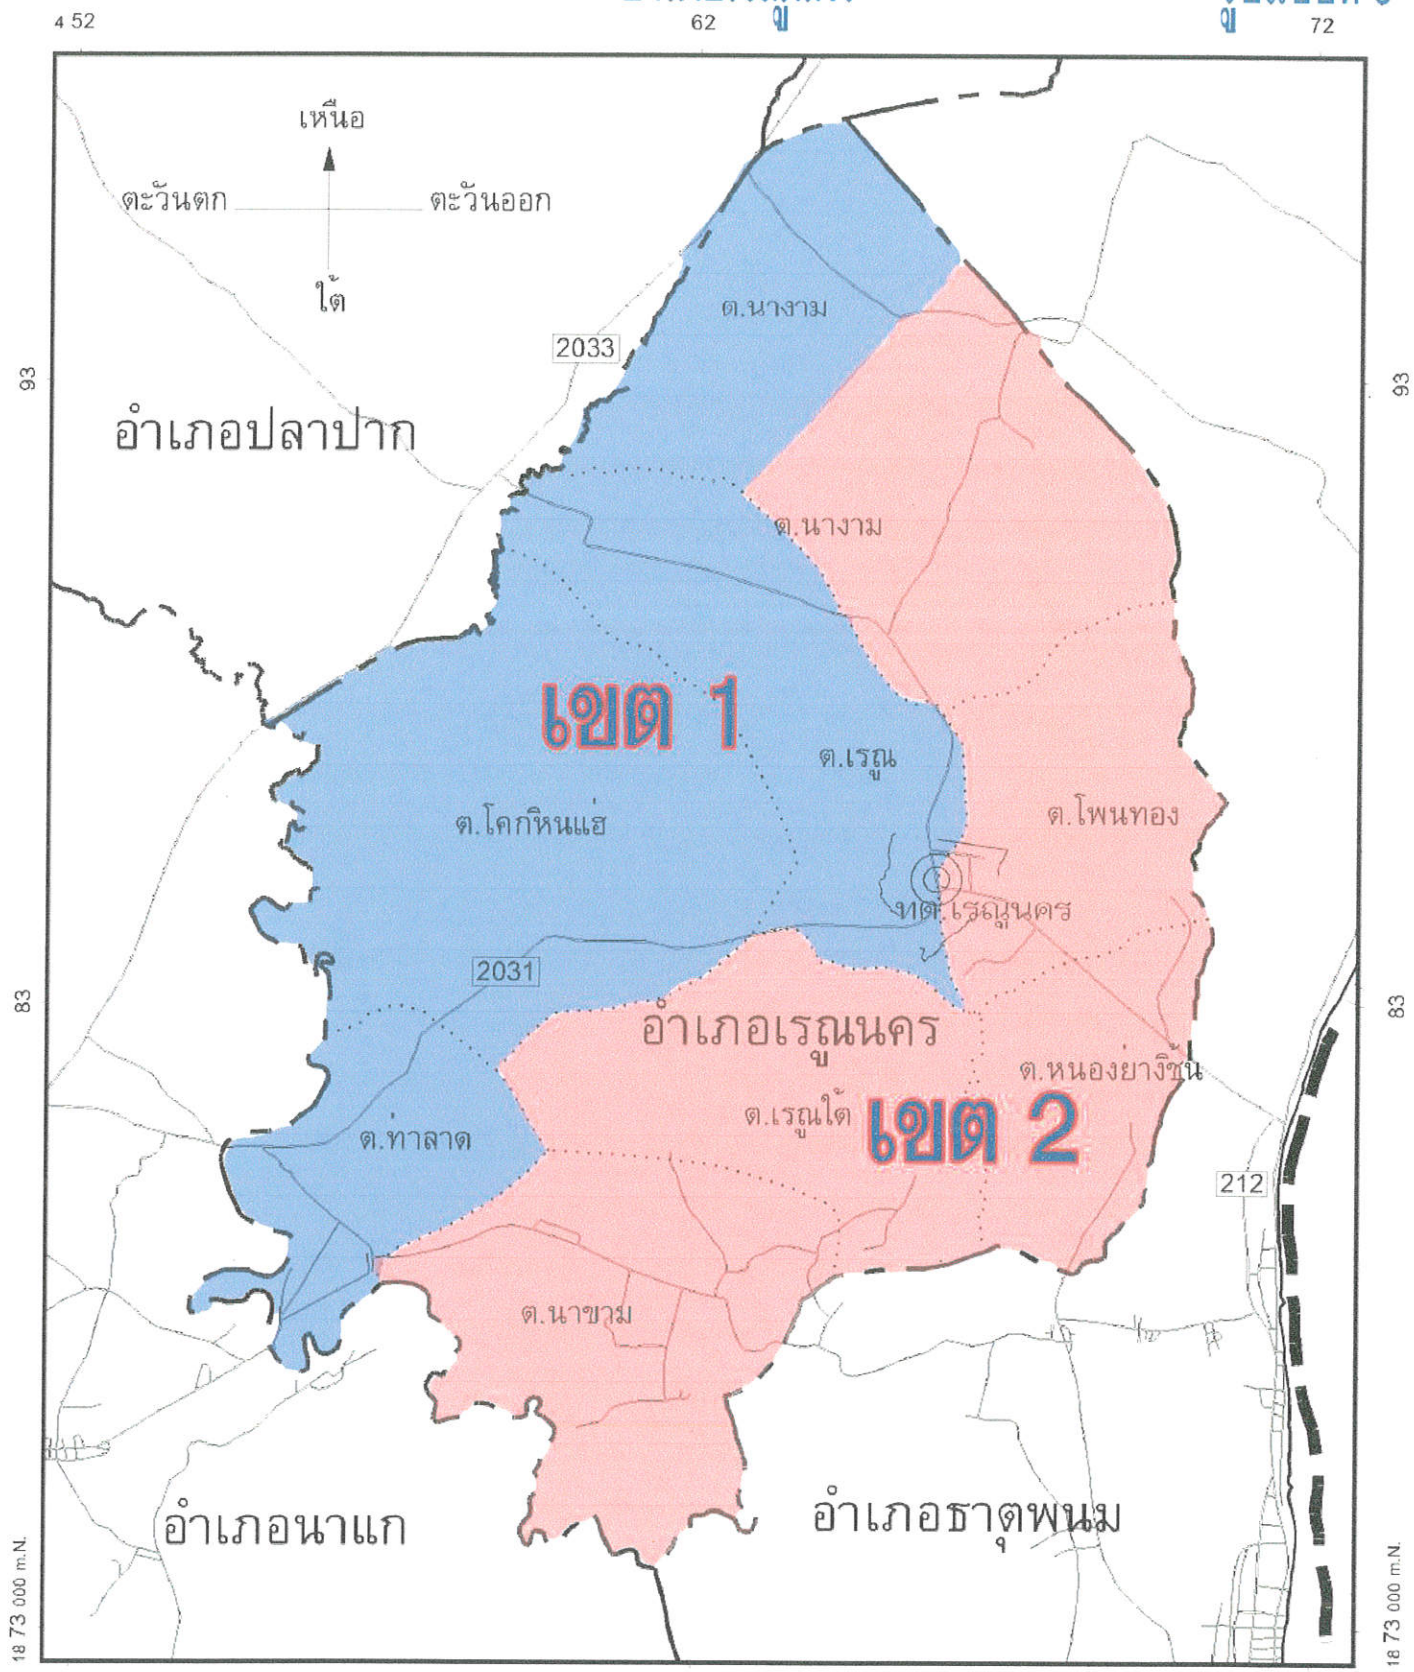 4 52
62
72
เหนือ
ตะวันตก
ตะวันออก
ใต้
ต.นางาม
2033
93
93
อำเภอปลาปาก
ต.นางาม
เขต 1
ต.เรณู
ต.โคกหินแฮ่
ต.โพนทอง
ทต.เรณูนคร
2031
83
83
อำเภอเรณูนคร
ต.หนองย่างชิ้น
ต.เรณูใต้
เขต 2
ต.ท่าลาด
212
ต.นาขาม
อำเภอนาแก
อำเภอธาตุพนม
18 73 000 m.N.
18 73 000 m.N.